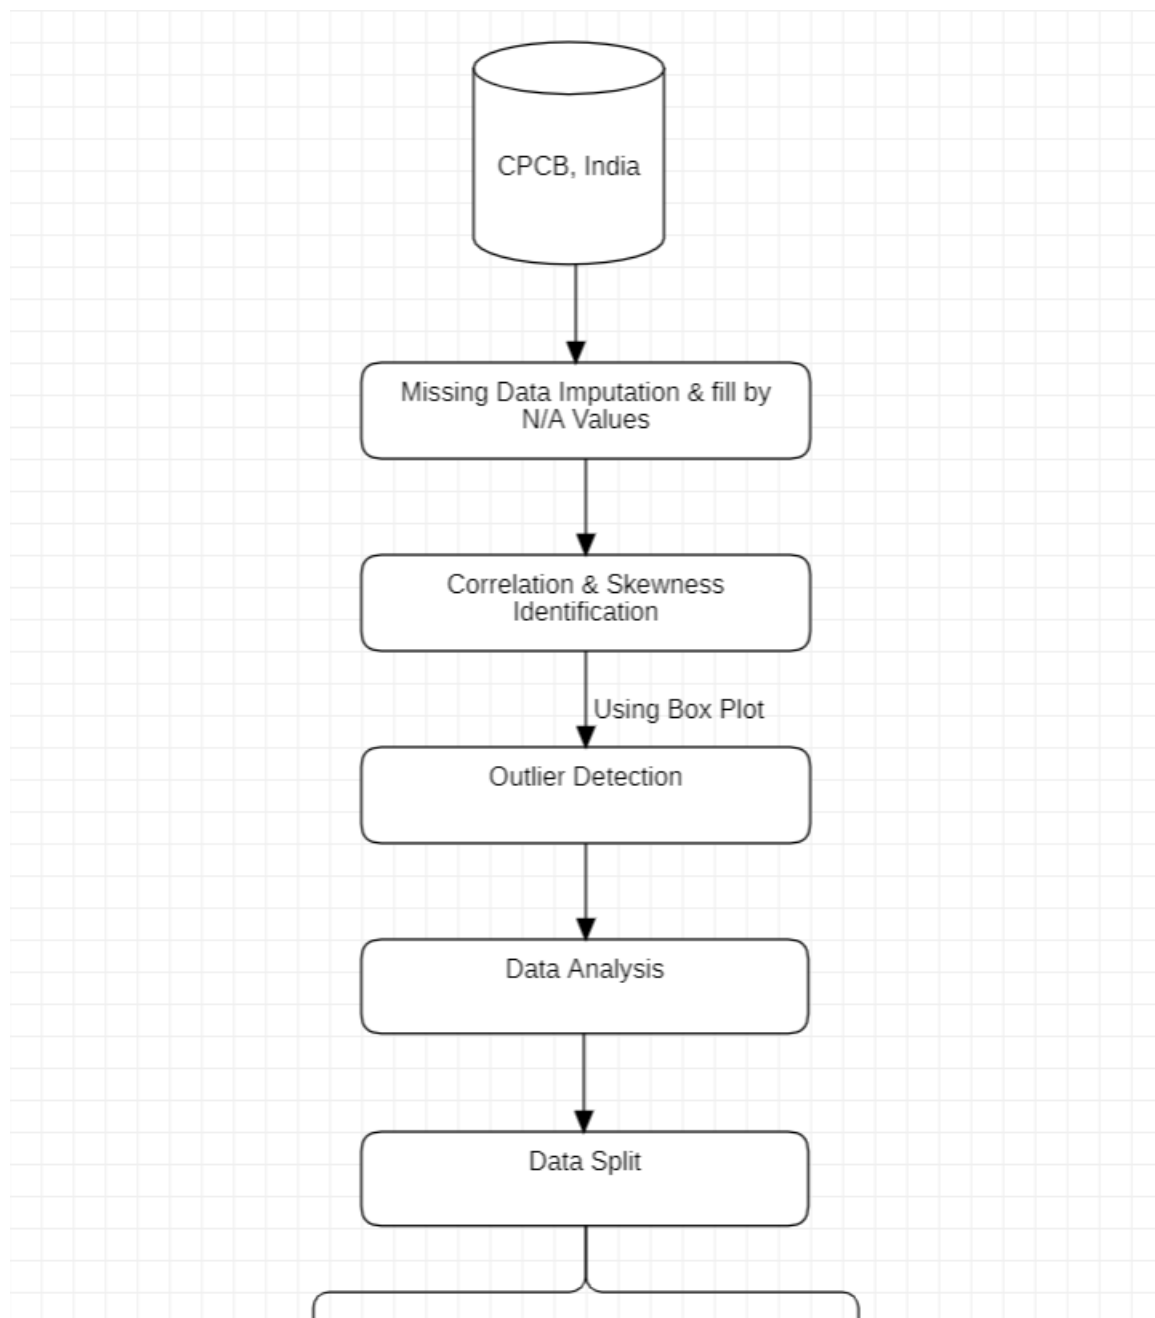 CPCB, India
Missing Data Imputation & fill by
N/A Values
Correlation & Skewness
Identification
Using Box Plot
Outlier Detection
Data Analysis
Data Split